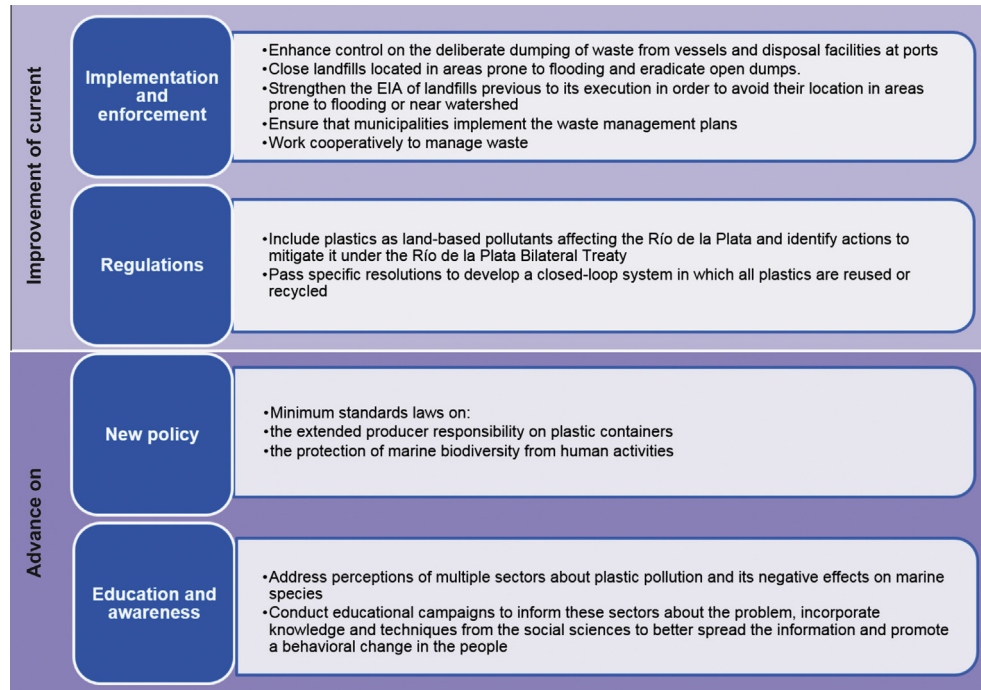 Improvement of current
Implementation
and
enforcement
•Enhance control on the deliberate dumping of waste from vessels and disposal facilities at ports
•Close landfills located in areas prone to flooding and eradicate open dumps.
•Strengthen the EIA of landfills previous to its execution in order to avoid their location in areas
prone to flooding or near watershed
•Ensure that municipalities implement the waste management plans
•Work cooperatively to manage waste
Regulations
•Include plastics as land-based pollutants affecting the Río de la Plata and identify actions to
mitigate it under the Río de la Plata Bilateral Treaty
•Pass specific resolutions to develop a closed-loop system in which all plastics are reused or
recycled
Advance on
New policy
•Minimum standards laws on:
•the extended producer responsibility on plastic containers
•the protection of marine biodiversity from human activities
Education and
awareness
•Address perceptions of multiple sectors about plastic pollution and its negative effects on marine
species
•Conduct educational campaigns to inform these sectors about the problem, incorporate
knowledge and techniques from the social sciences to better spread the information and promote
a behavioral change in the people